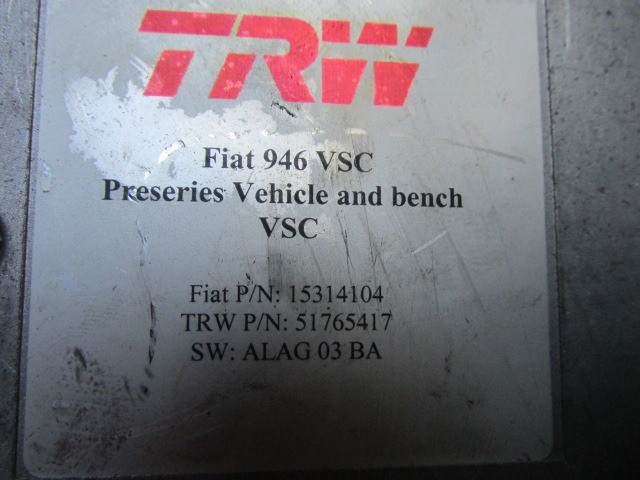 TRW
Fiat 946 VSC
Preseries Vehicle and bench
VSC
Fiat P/N: 15314104
TRW P/N: 51765417
SW: ALAG 03 BA